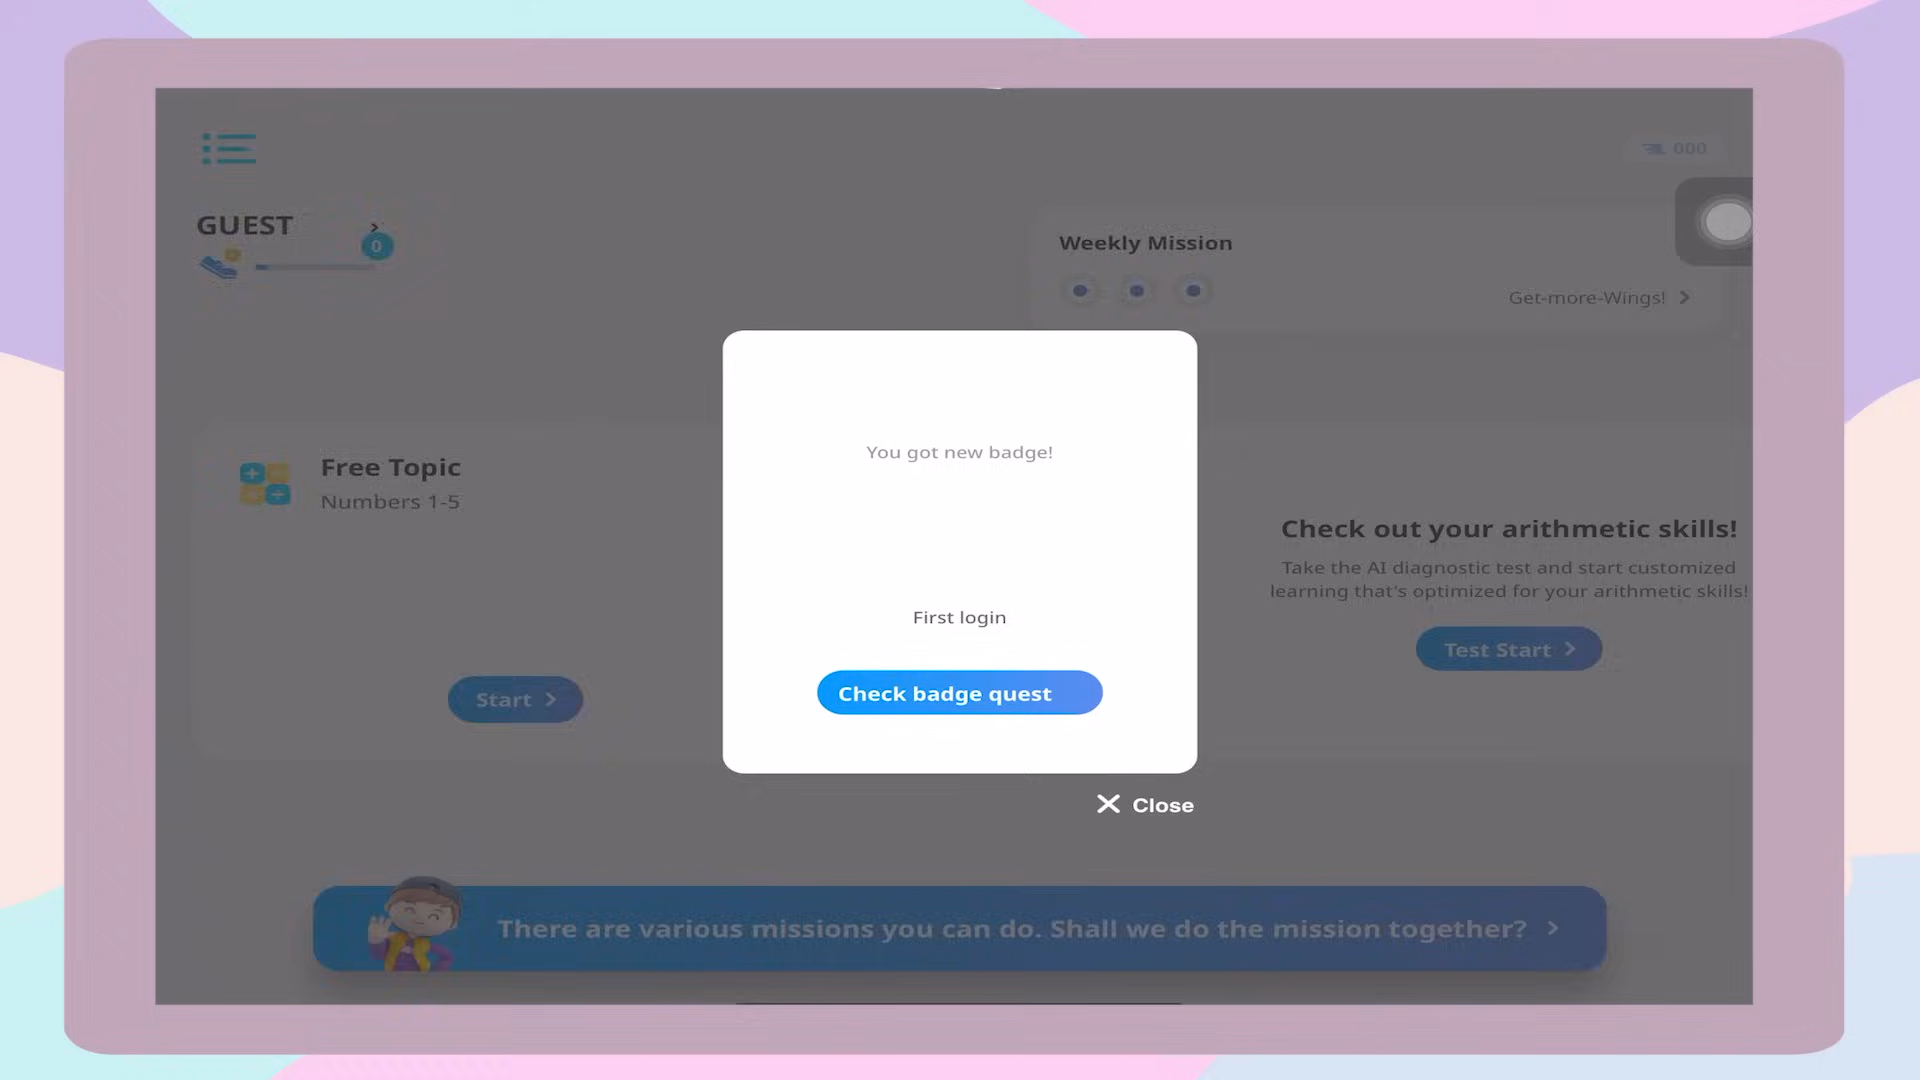 000
GUEST
0
Weekly Mission
Get-more-Wings!
You got new badge!
Free Topic
Numbers 1-5
Check out your arithmetic skills!
Take the AI diagnostic test and start customized
learning that's optimized for your arithmetic skills!
First login
Test Start
Check badge quest
Start
Close
There are various missions you can do. Shall we do the mission together?